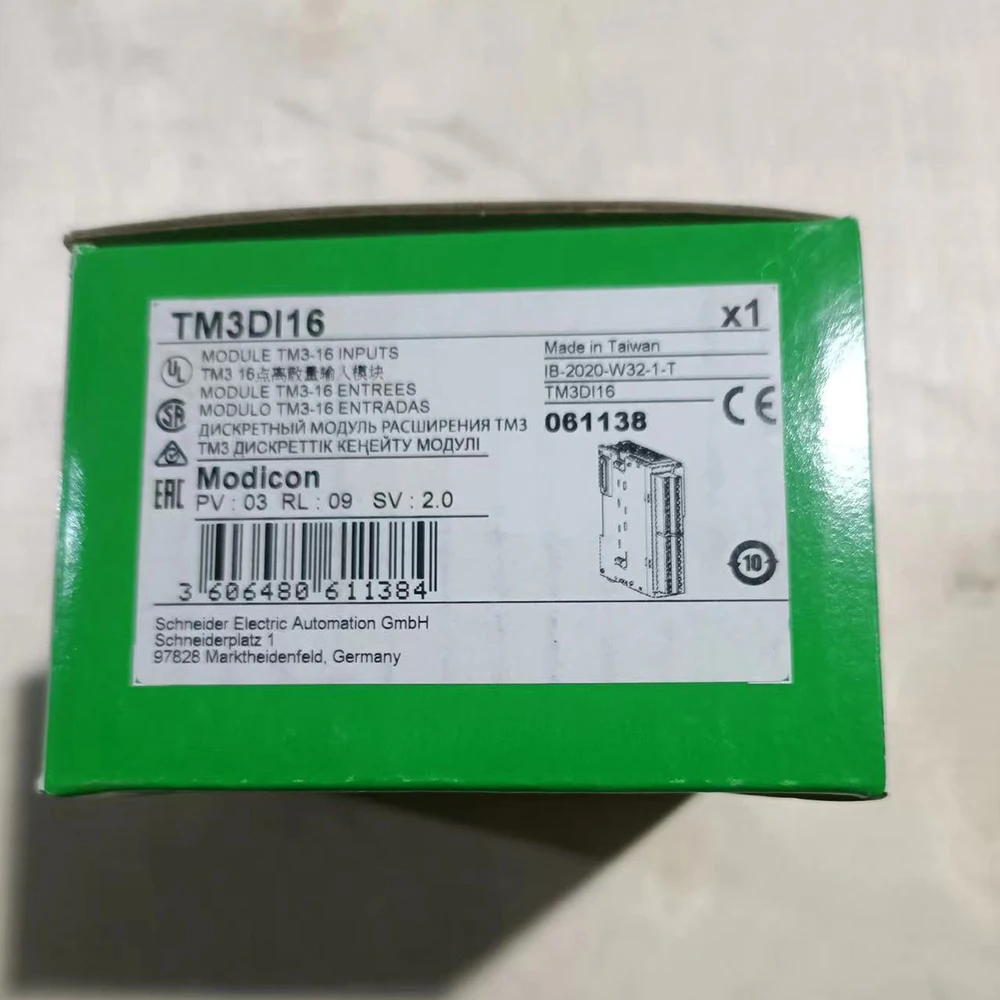 TM3DI16
x1
MODULE TM3-16 INPUTS
TM3 16点离散量输入模块
MODULE TM3-16 ENTREES
MODULO TM3-16 ENTRADAS
ДИСКРЕТНЫЙ МОДУЛЬ РАСШИРЕНИЯ TM3
TM3 ДИСКРЕТТІК КЕҢЕЙТУ МОДУЛІ
UL
SA
EAC
Made in Taiwan
IB-2020-W32-1-T
TM3DI16
061138
CE
Modicon
PV : 03 RL : 09 SV : 2.0
10
3 606480 611384
Schneider Electric Automation GmbH
Schneiderplatz 1
97828 Marktheidenfeld, Germany